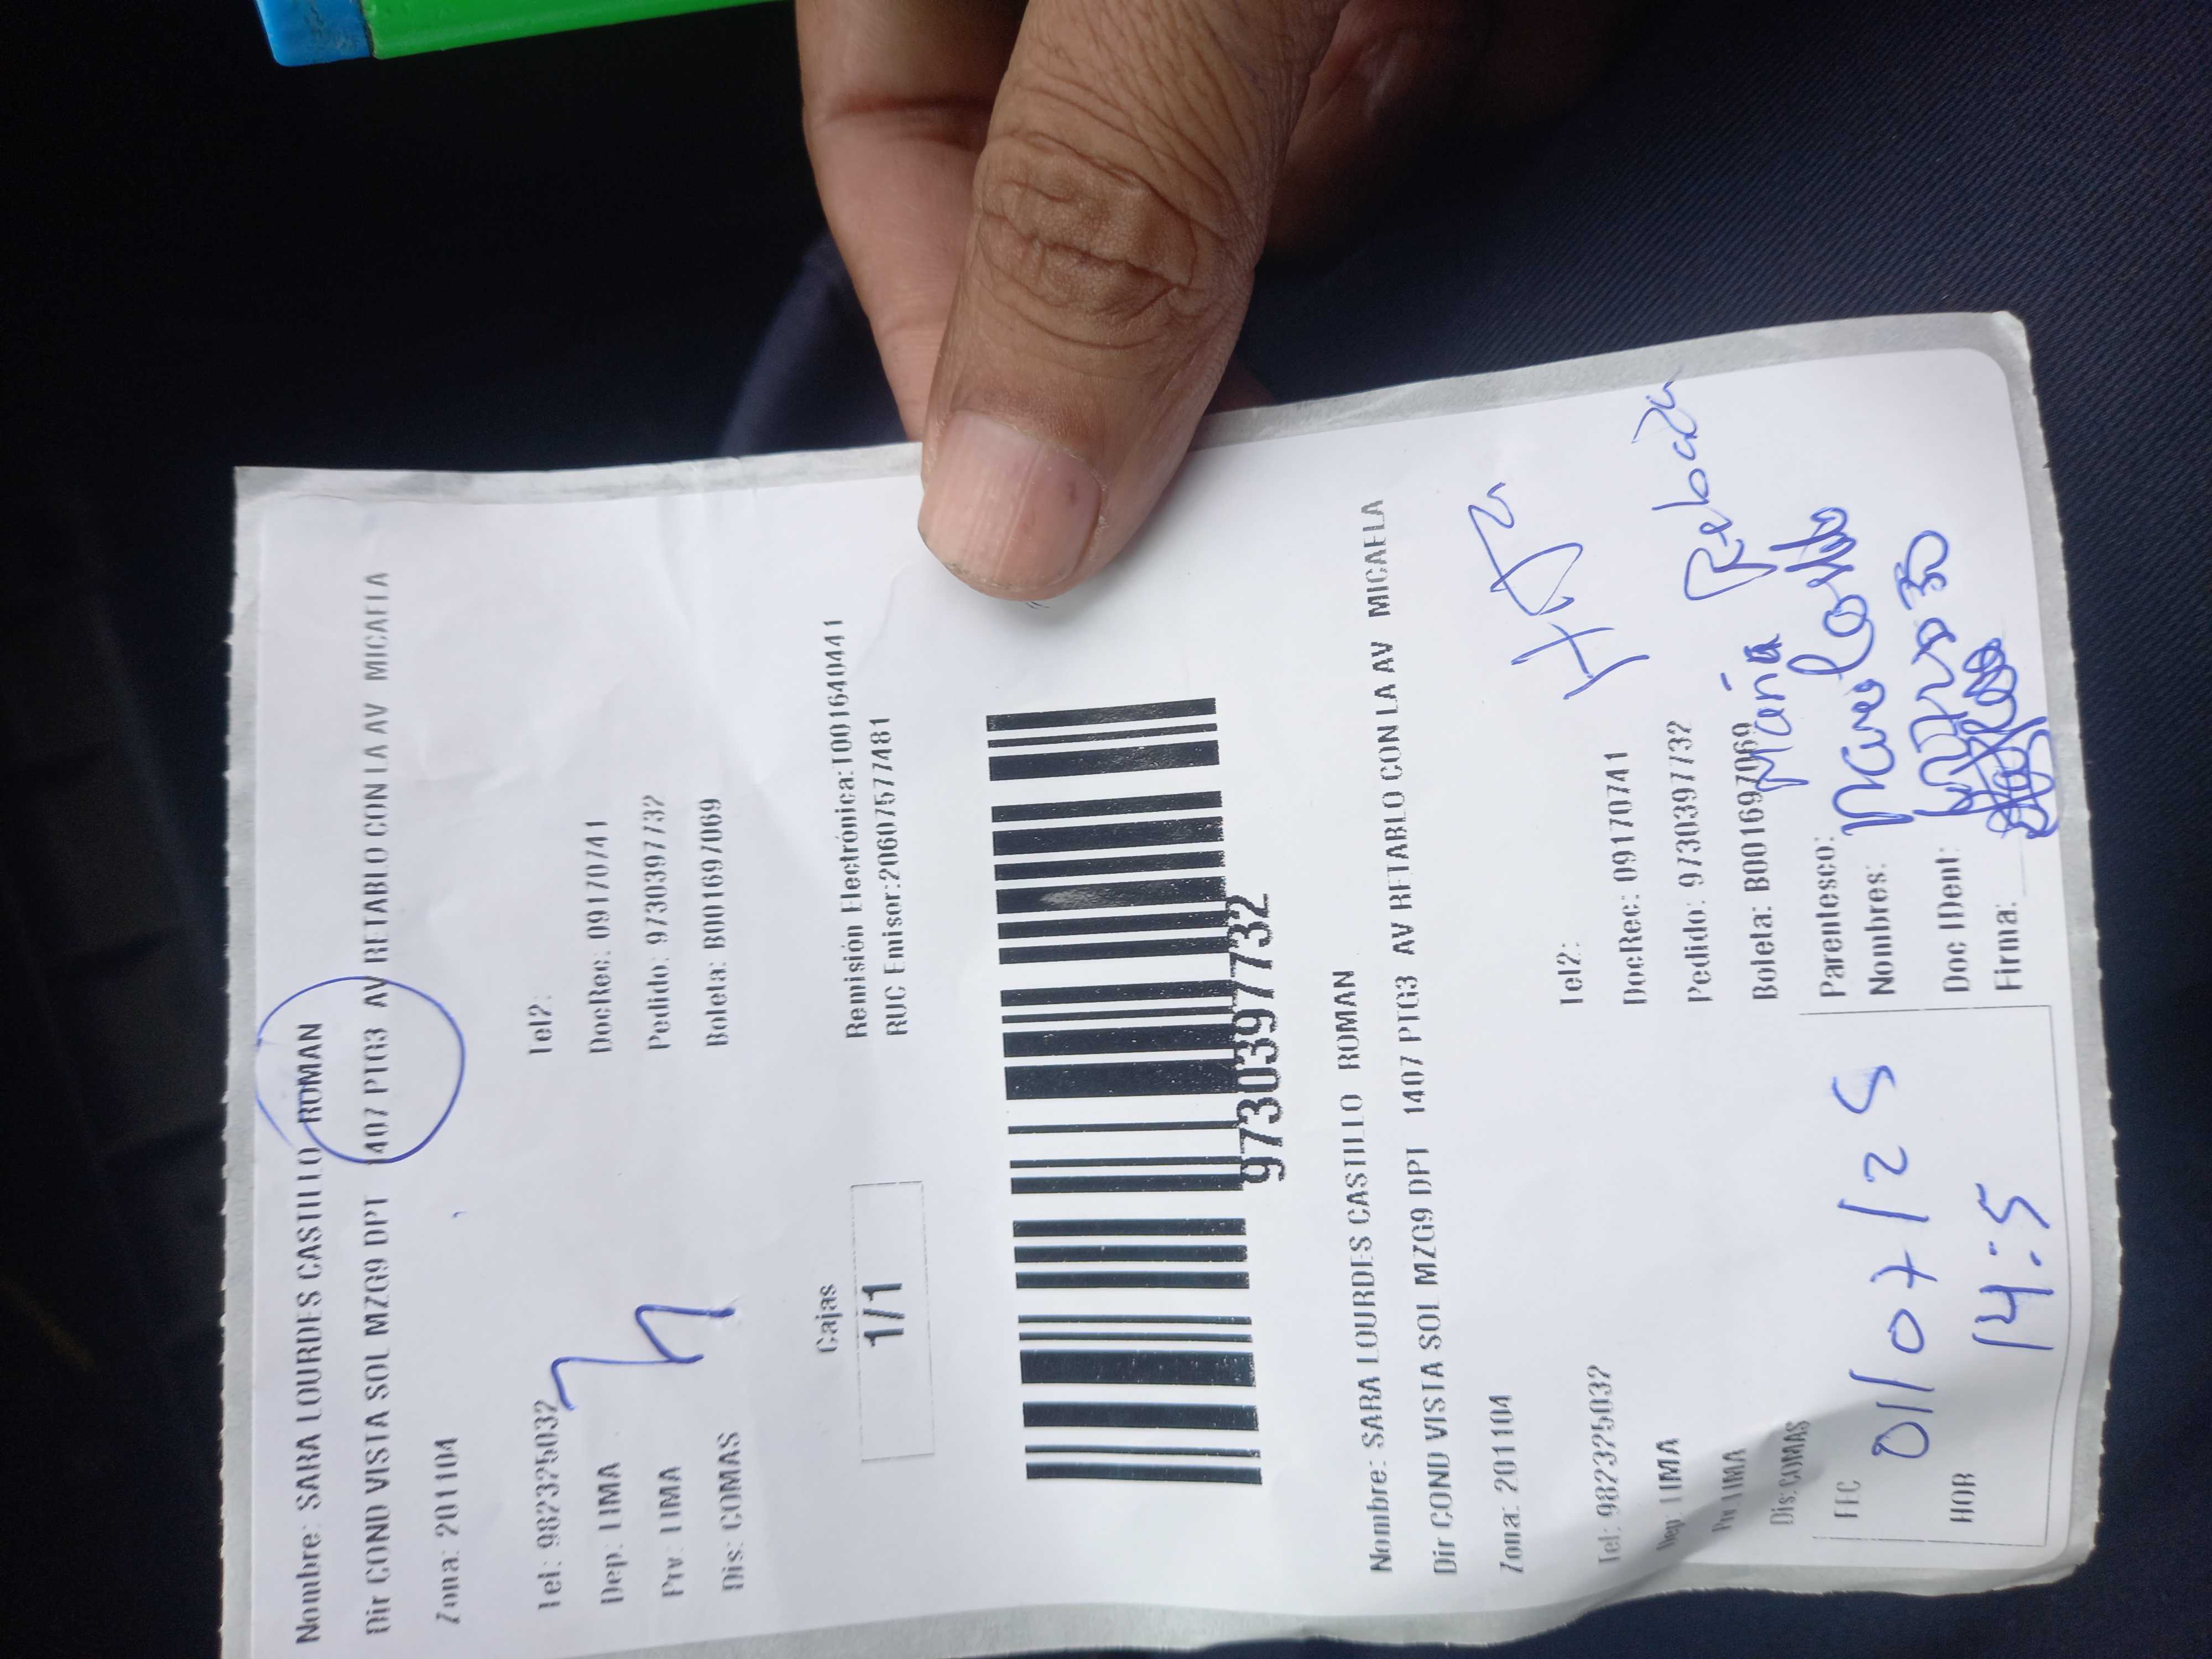 Nombre: SARA LOURDES CASTILLO ROMAN
Dir COND VISTA SOL MZG9 DPT 1407 PTG3 AV RETABLO CON LA AV MICAELA
Zona: 201104
Tel: 982325032 Tel2:
Dep: LIMA DocRec: 09170741
Prv: LIMA Pedido: 9730397732
Dis: COMAS Boleta: B001697069
Cajas
1/1
Remisión Electrónica:T001640441
RUC Emisor:20607577481
9730397732
Nombre: SARA LOURDES CASTILLO ROMAN
Dir COND VISTA SOL MZG9 DPT 1407 PTG3 AV RETABLO CON LA AV MICAELA
Zona: 201104
Tel: 982325032 Tel2:
Dep: LIMA DocRec: 09170741
Prv: LIMA Pedido: 9730397732
Dis: COMAS Boleta: B001697069
FEC 01/07/25
HOR 14:5
Parentesco: María
Nombres:
Doc IDent:
Firma: